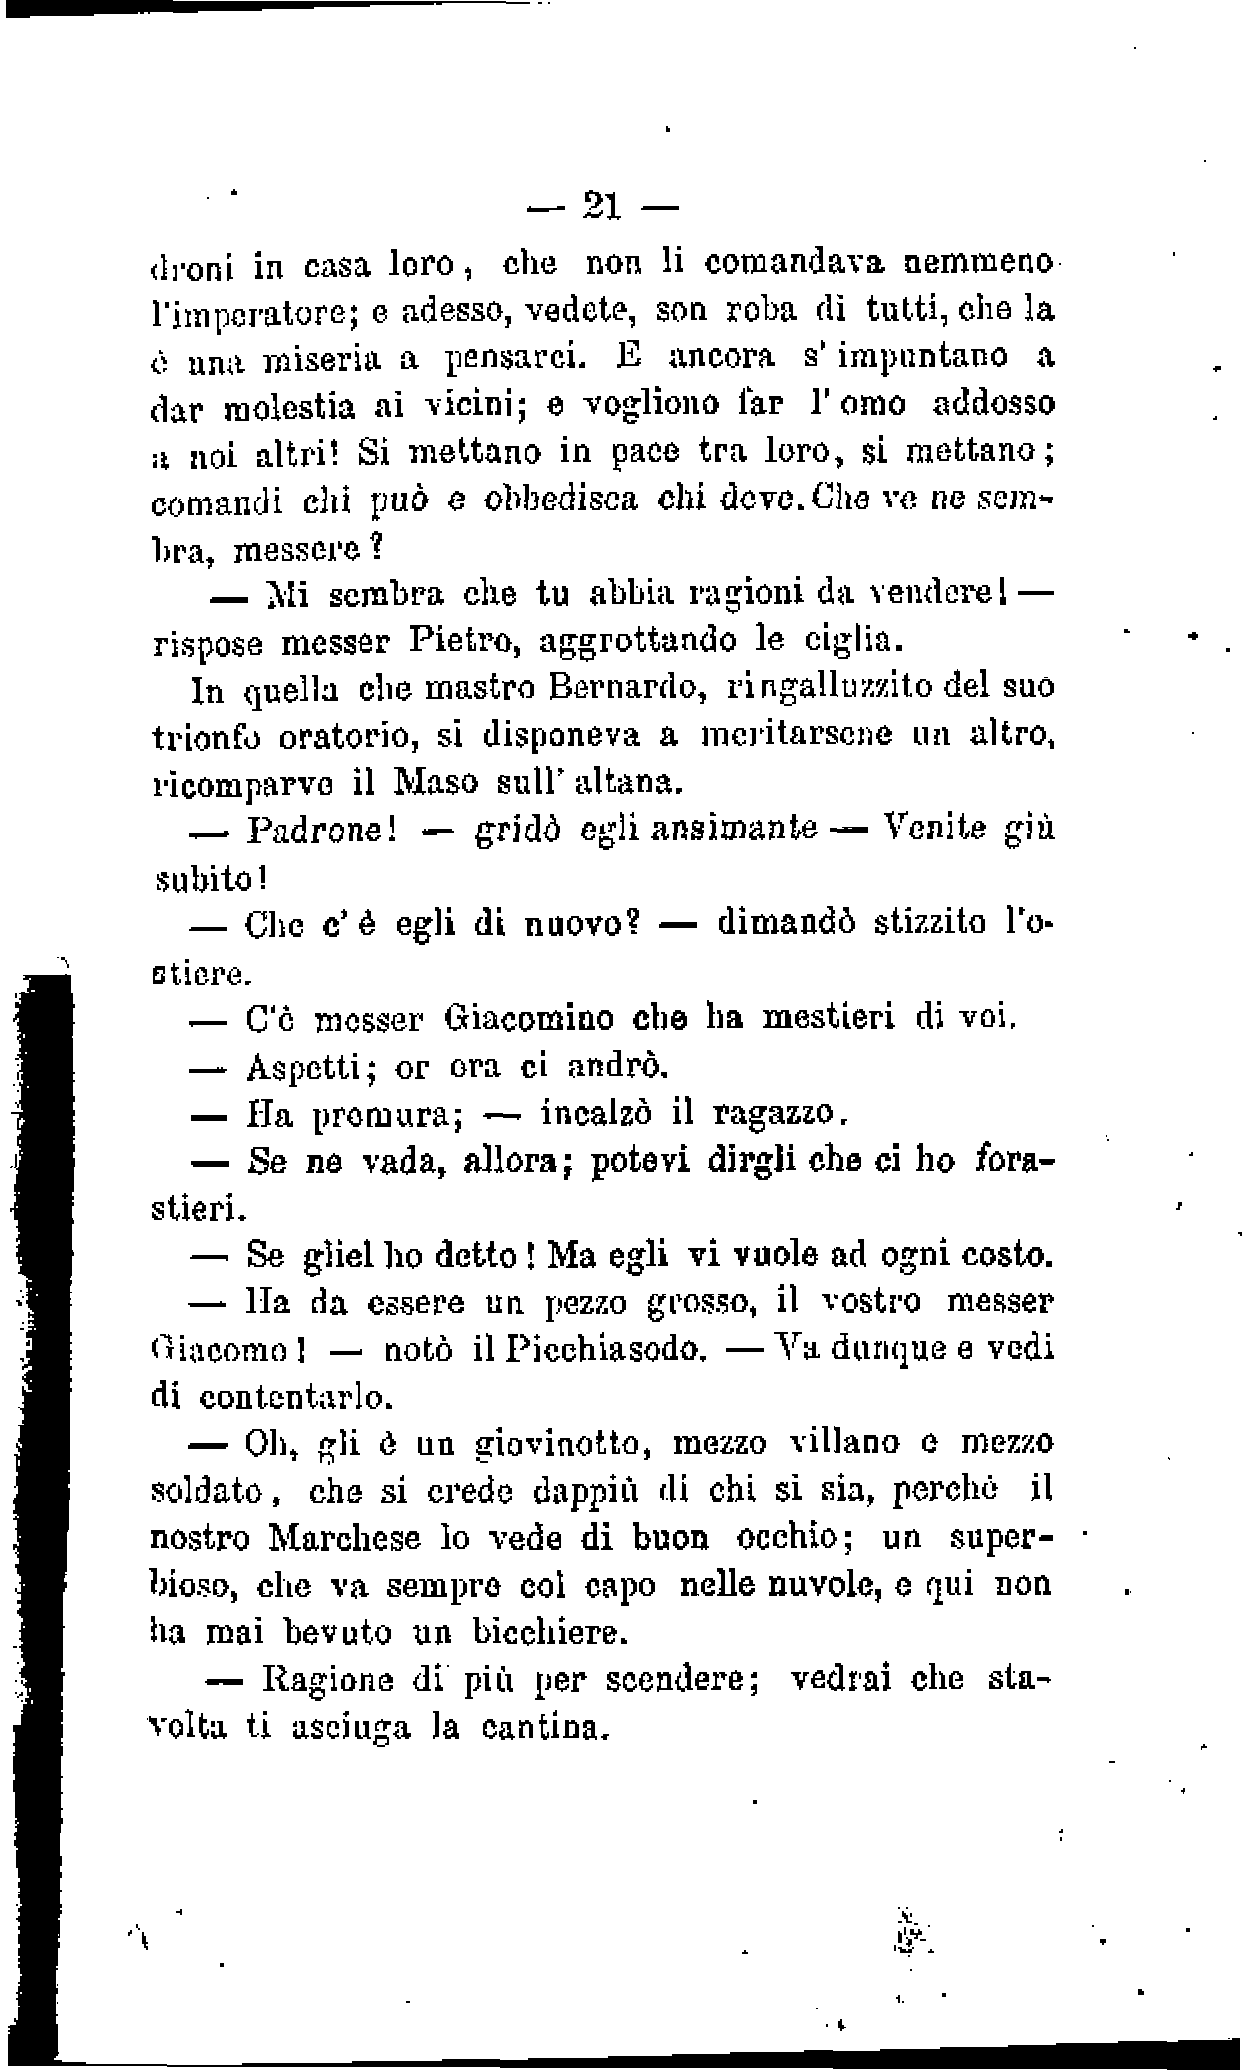 — 21 —
droni in casa loro, che non li comandava nemmeno
l'imperatore; e adesso, vedete, son roba di tutti, che la
è una miseria a pensarci. E ancora s'impuntano a
dar molestia ai vicini; e vogliono far l'omo addosso
a noi altri! Si mettano in pace tra loro, si mettano;
comandi chi può e obbedisca chi deve. Che ve ne sem-
bra, messere?
— Mi sembra che tu abbia ragioni da vendere! —
rispose messer Pietro, aggrottando le ciglia.
In quella che mastro Bernardo, ringalluzzito del suo
trionfo oratorio, si disponeva a meritarsene un altro,
ricomparve il Maso sull'altana.
— Padrone! — gridò egli ansimante — Venite giù
subito!
— Che c'è egli di nuovo? — dimandò stizzito l'o-
stiere.
— C'è messer Giacomino che ha mestieri di voi.
— Aspetti; or ora ci andrò.
— Ha promura; — incalzò il ragazzo.
— Se ne vada, allora; potevi dirgli che ci ho fora-
stieri.
— Se gliel ho detto! Ma egli vi vuole ad ogni costo.
— Ha da essere un pezzo grosso, il vostro messer
Giacomo! — notò il Picchiasodo. — Va dunque e vedi
di contentarlo.
— Oh, gli è un giovinotto, mezzo villano e mezzo
soldato, che si crede dappiù di chi si sia, perchè il
nostro Marchese lo vede di buon occhio; un super-
bioso, che va sempre col capo nelle nuvole, e qui non
ha mai bevuto un bicchiere.
— Ragione di più per scendere; vedrai che sta-
volta ti asciuga la cantina.